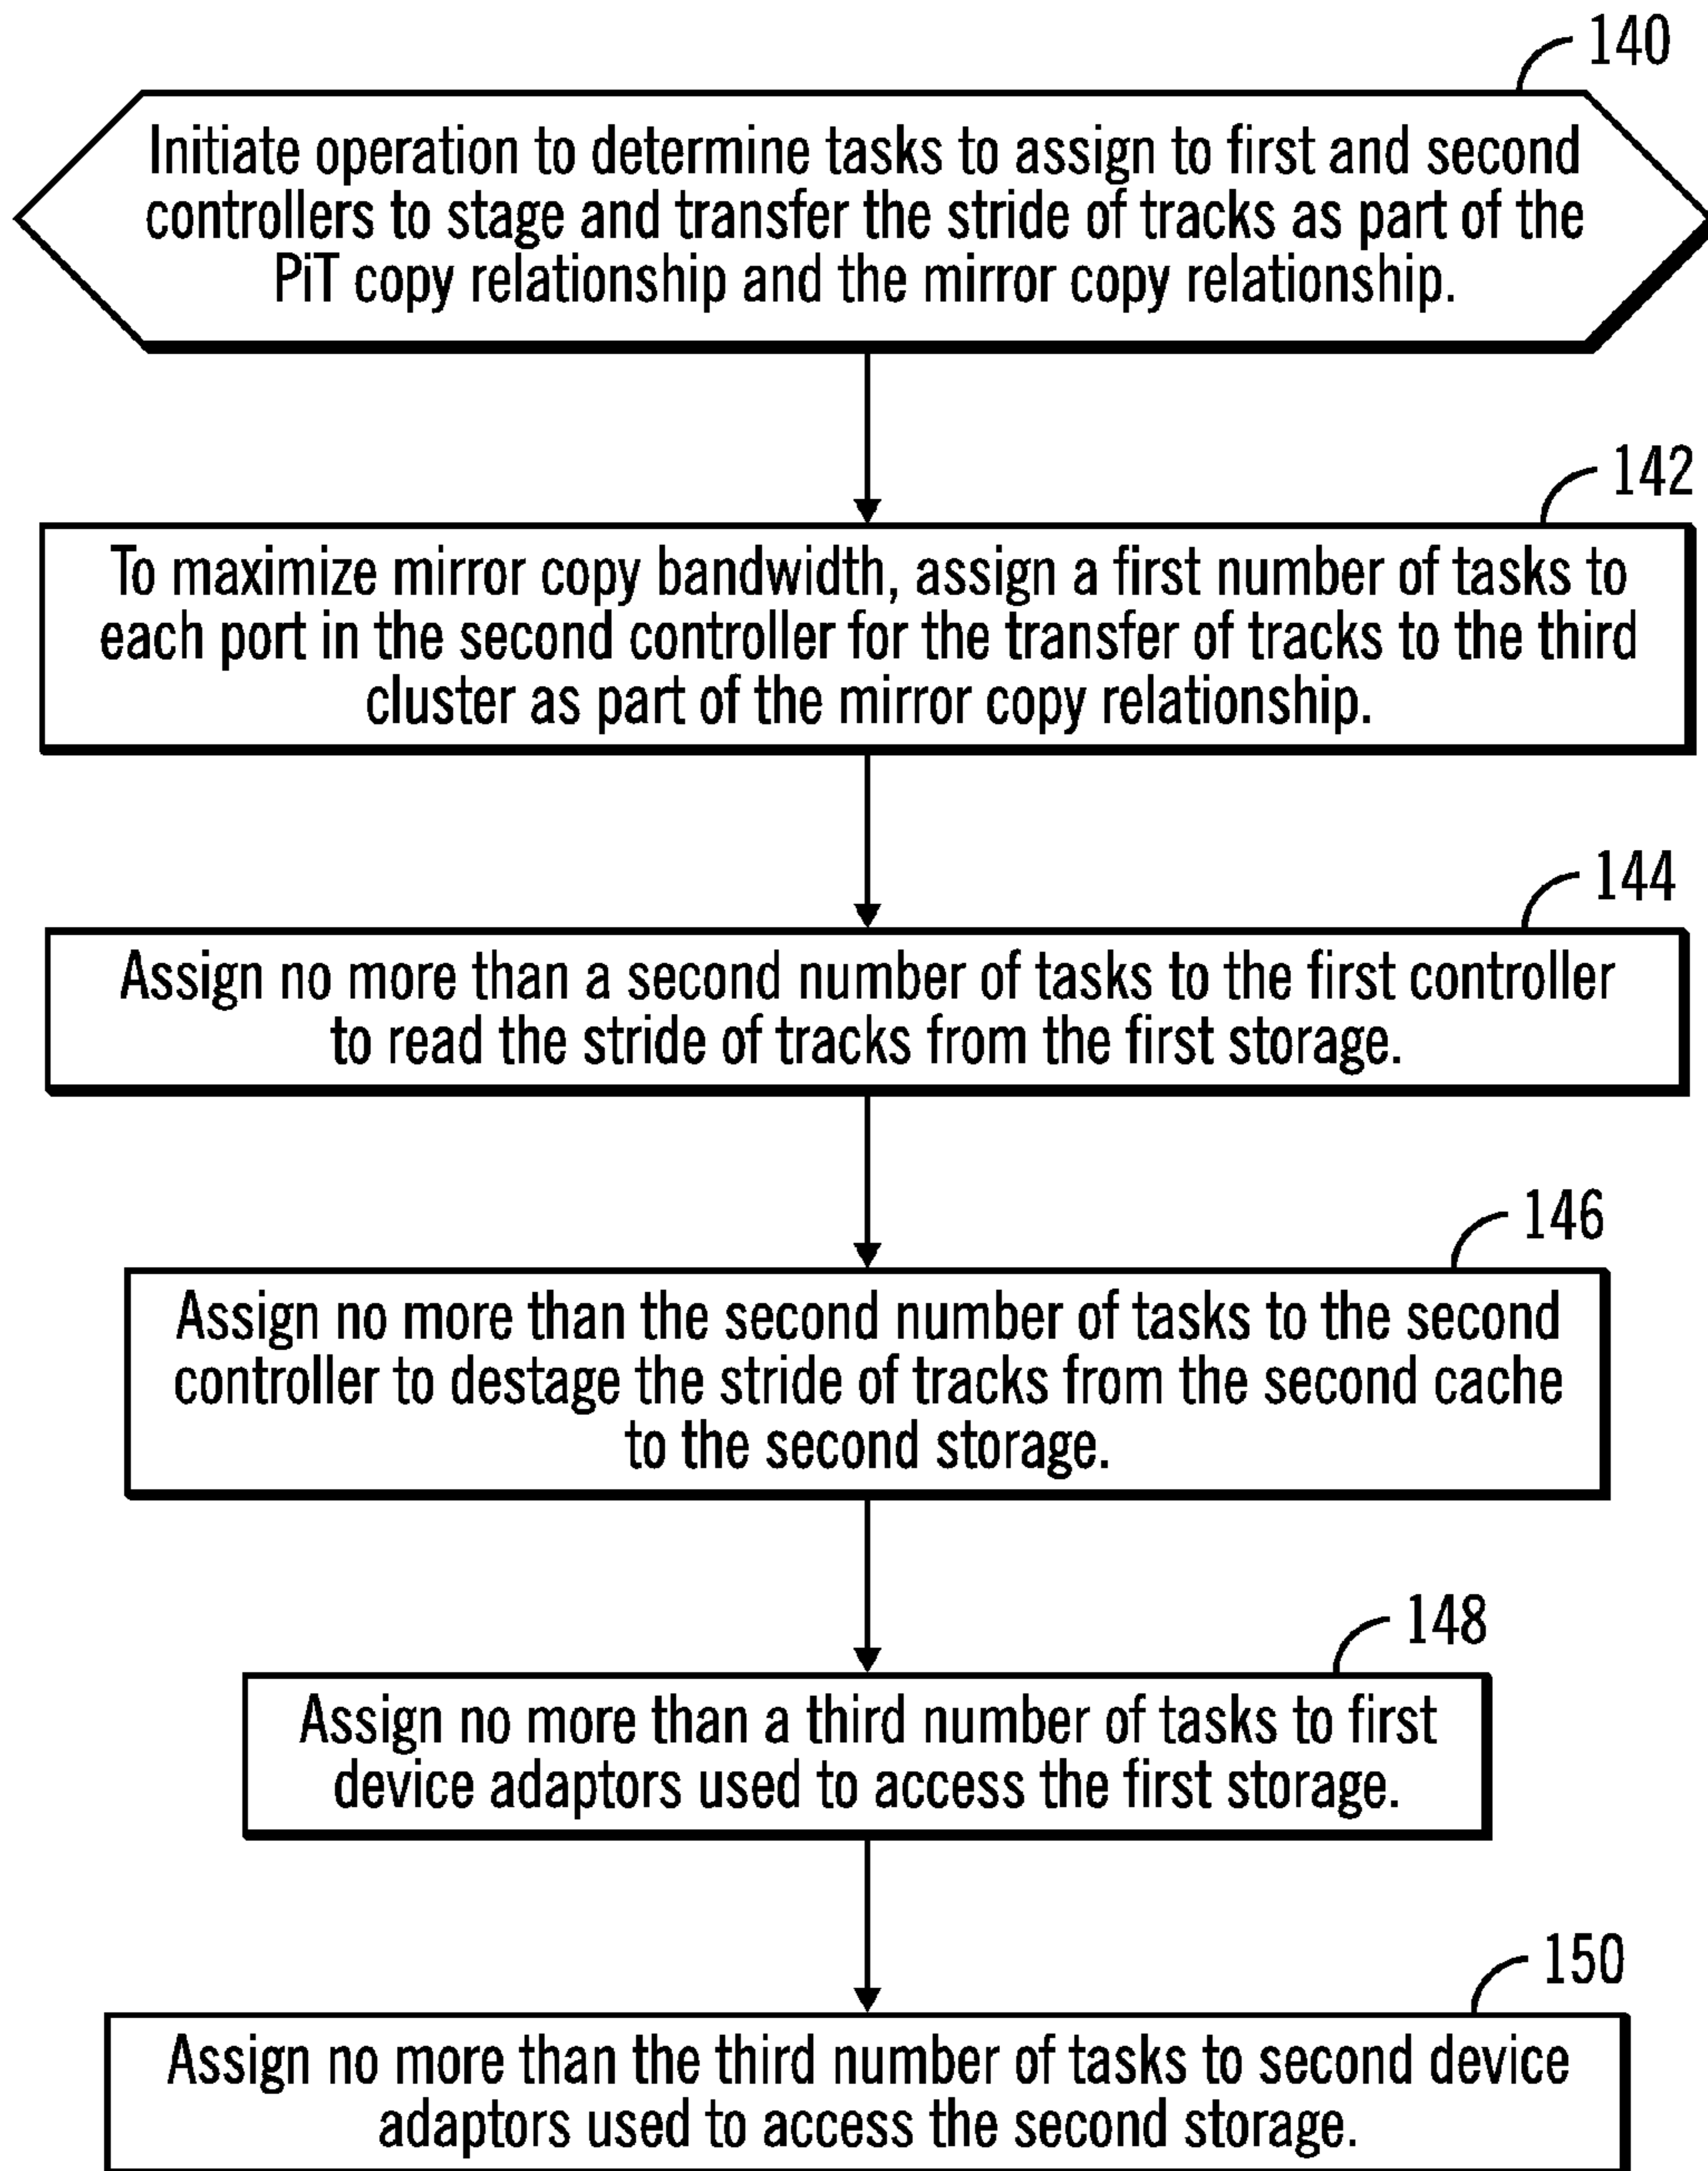 140
Initiate operation to determine tasks to assign to first and second
controllers to stage and transfer the stride of tracks as part of the
PiT copy relationship and the mirror copy relationship.
142
To maximize mirror copy bandwidth, assign a first number of tasks to
each port in the second controller for the transfer of tracks to the third
cluster as part of the mirror copy relationship.
144
Assign no more than a second number of tasks to the first controller
to read the stride of tracks from the first storage.
146
Assign no more than the second number of tasks to the second
controller to destage the stride of tracks from the second cache
to the second storage.
148
Assign no more than a third number of tasks to first
device adaptors used to access the first storage.
150
Assign no more than the third number of tasks to second device
adaptors used to access the second storage.